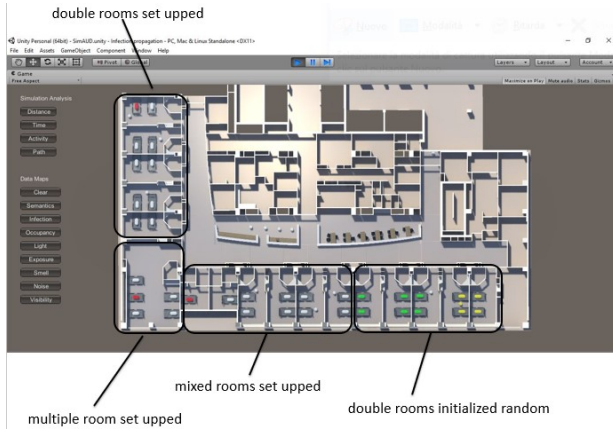 double rooms set upped
Unity Personal (64bit) - SimAUD.unity - Infection propagation - PC, Mac & Linux Standalone <DX11>
File Edit Assets GameObject Component Window Help
Pivot Global
Layers Layout Account
Game
Free Aspect
Maximize on Play Mute audio Stats Gizmos
Simulation Analysis
Distance
Time
Activity
Path
Data Maps
Clear
Semantics
Infection
Occupancy
Light
Exposure
Smell
Noise
Visibility
mixed rooms set upped
double rooms initialized random
multiple room set upped